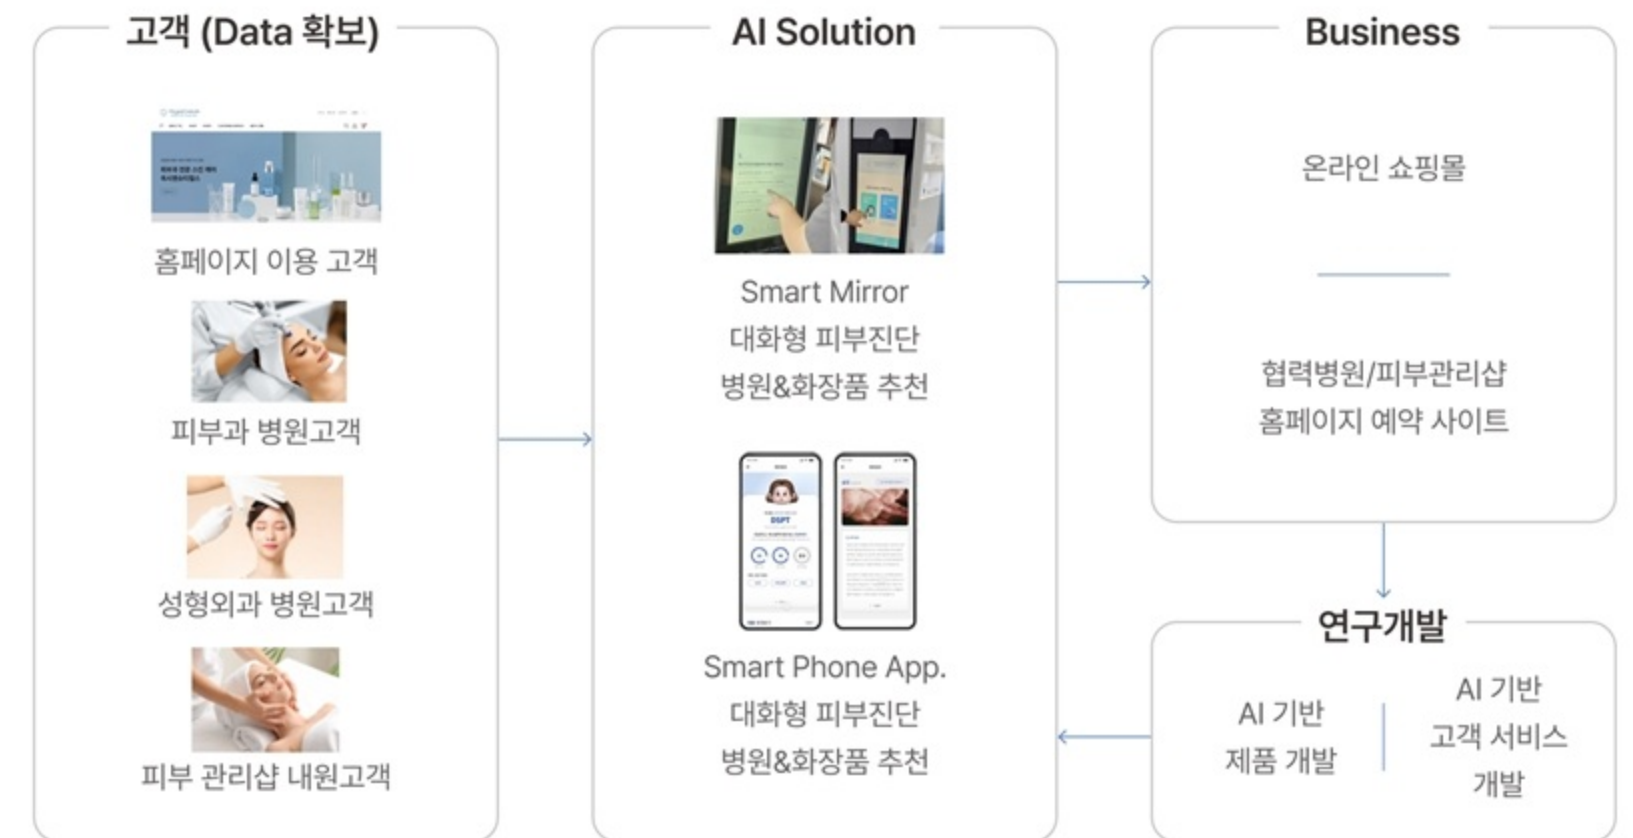 고객 (Data 확보)
홈페이지 이용 고객
피부과 병원고객
성형외과 병원고객
피부 관리샵 내원고객
AI Solution
Smart Mirror
대화형 피부진단
병원&화장품 추천
DSPT
Smart Phone App.
대화형 피부진단
병원&화장품 추천
Business
온라인 쇼핑몰
협력병원/피부관리샵
홈페이지 예약 사이트
연구개발
AI 기반
제품 개발
AI 기반
고객 서비스
개발